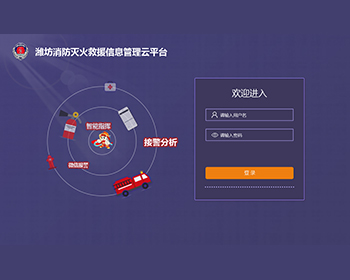 潍坊消防灭火救援信息管理云平台
欢迎进入
智能指挥
请输入用户名
接警分析
请输入密码
微信报警
登 录